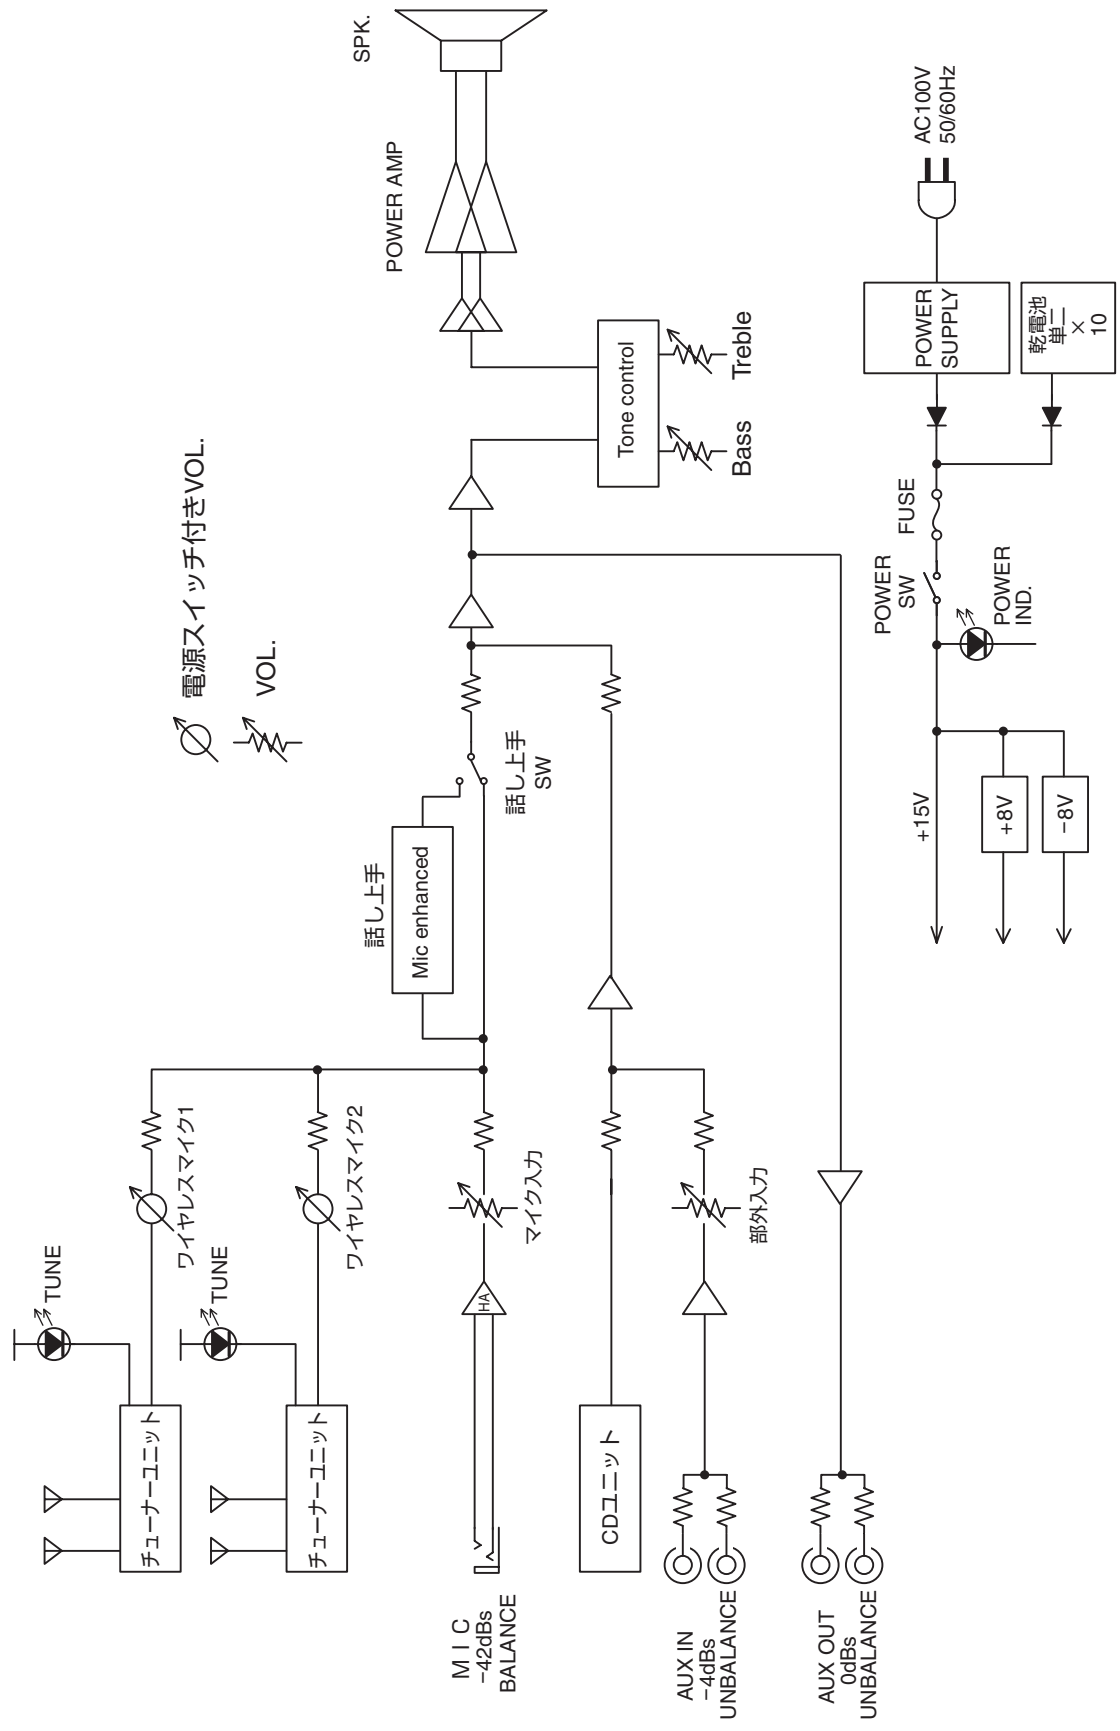 チューナーユニット
TUNE
ワイヤレスマイク1
チューナーユニット
TUNE
ワイヤレスマイク2
電源スイッチ付きVOL.
VOL.
MIC
-42dBs
BALANCE
HA
マイク入力
話し上手
Mic enhanced
話し上手
SW
SPK.
POWER AMP
Tone control
Bass
Treble
CDユニット
AUX IN
-4dBs
UNBALANCE
部外入力
AUX OUT
0dBs
UNBALANCE
+15V
+8V
-8V
POWER
SW
POWER
IND.
FUSE
POWER
SUPPLY
乾電池
単二
×
10
AC100V
50/60Hz